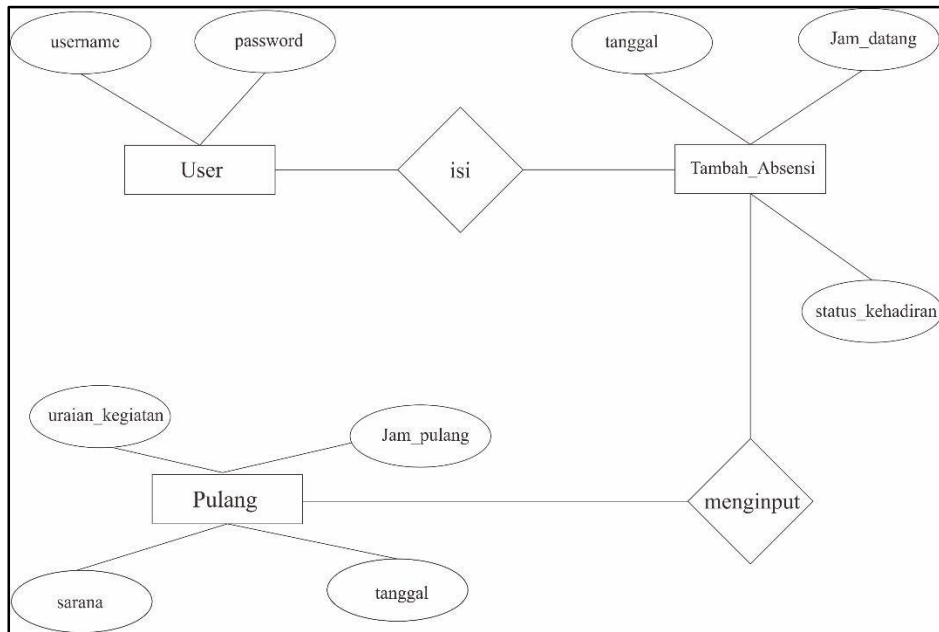 username
password
tanggal
Jam_datang
User
isi
Tambah_Absensi
status_kehadiran
uraian_kegiatan
Jam_pulang
Pulang
menginput
sarana
tanggal